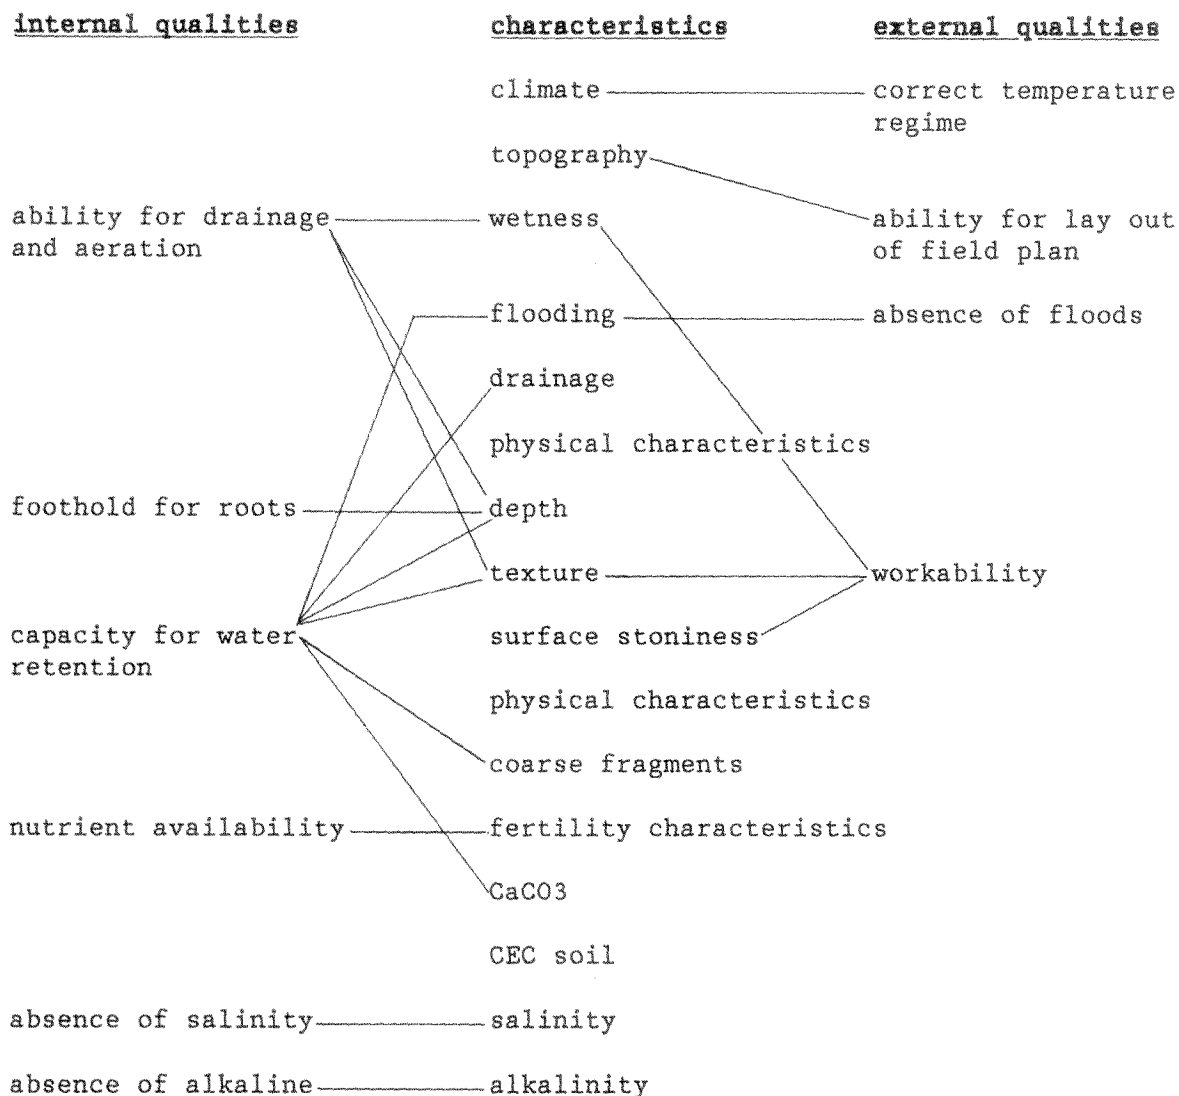 internal qualities characteristics external qualities
climate correct temperature
regime
topography
ability for drainage wetness ability for lay out
and aeration of field plan
flooding absence of floods
drainage
physical characteristics
foothold for roots depth
texture workability
capacity for water surface stoniness
retention
physical characteristics
coarse fragments
nutrient availability fertility characteristics
CaCO3
CEC soil
absence of salinity salinity
absence of alkaline alkalinity